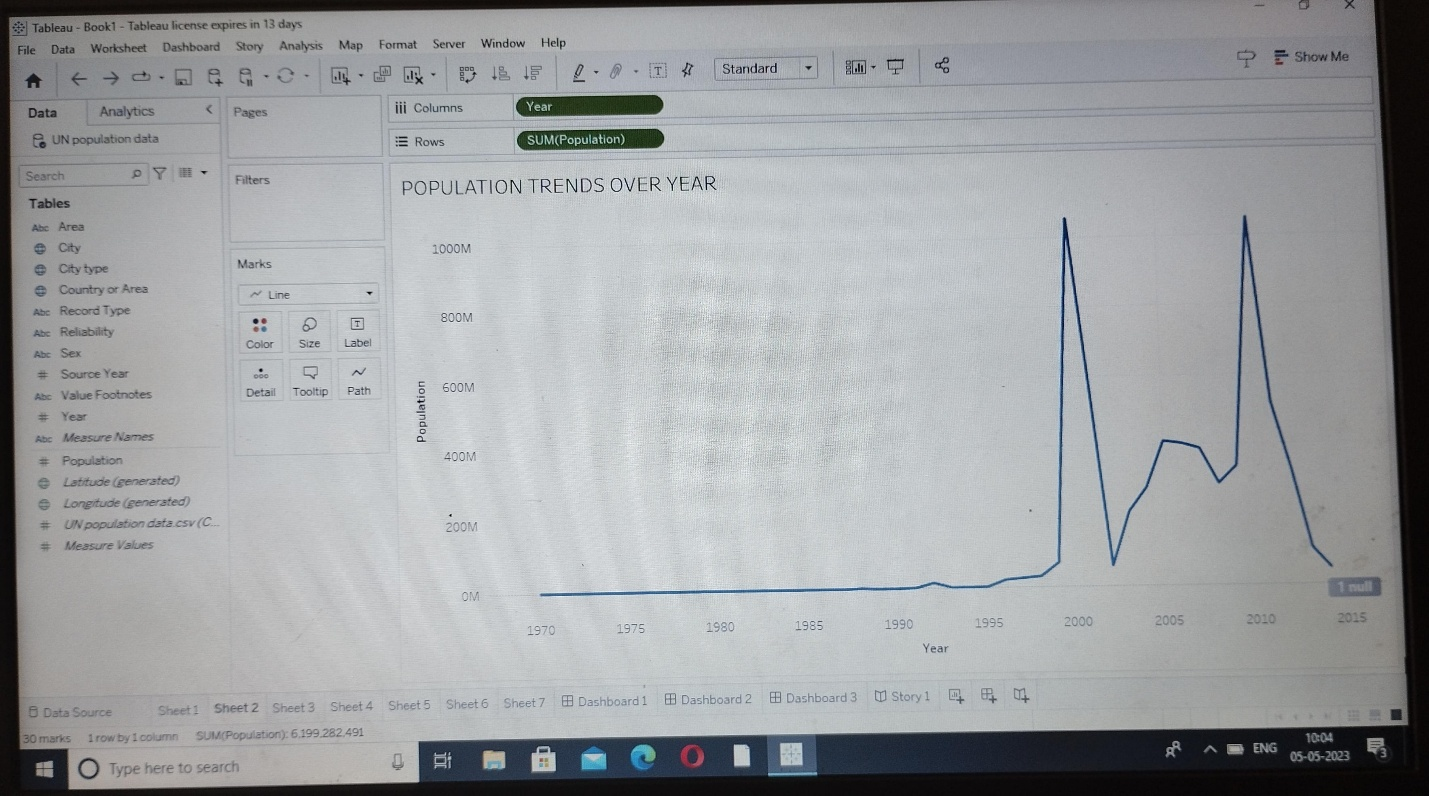 Tableau - Book1 - Tableau license expires in 13 days
File Data Worksheet Dashboard Story Analysis Map Format Server Window Help
Standard
Show Me
Data Analytics
UN population data
Search
Tables
Abc Area
City
City type
Country or Area
Abc Record Type
Abc Reliability
Abc Sex
# Source Year
Abc Value Footnotes
# Year
Abc Measure Names
# Population
Latitude (generated)
Longitude (generated)
# UN population data.csv (C...
# Measure Values
Pages
Filters
Marks
Line
Color Size Label
Detail Tooltip Path
Columns Year
Rows SUM(Population)
POPULATION TRENDS OVER YEAR
1000M
800M
600M
400M
200M
0M
Population
1 null
1970 1975 1980 1985 1990 1995 2000 2005 2010 2015
Year
Data Source Sheet 1 Sheet 2 Sheet 3 Sheet 4 Sheet 5 Sheet 6 Sheet 7 Dashboard 1 Dashboard 2 Dashboard 3 Story 1
30 marks 1 row by 1 column SUM(Population): 6,199,282,491
Type here to search
ENG
10:04
05-05-2023
3